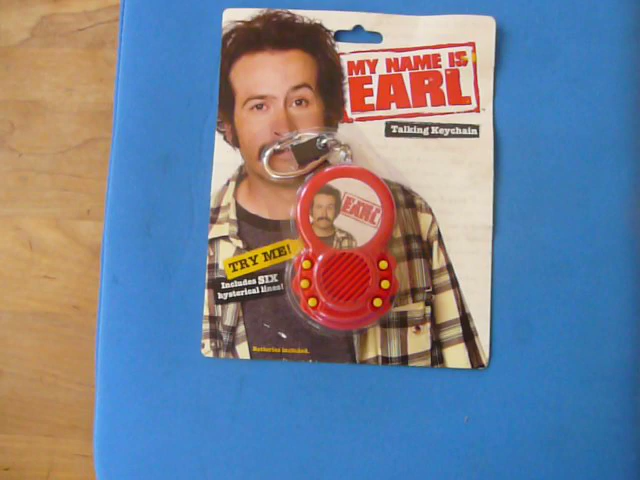 MY NAME IS
EARL
Talking Keychain
EARL
TRY ME!
Includes SIX
hysterical lines!
Batteries included.